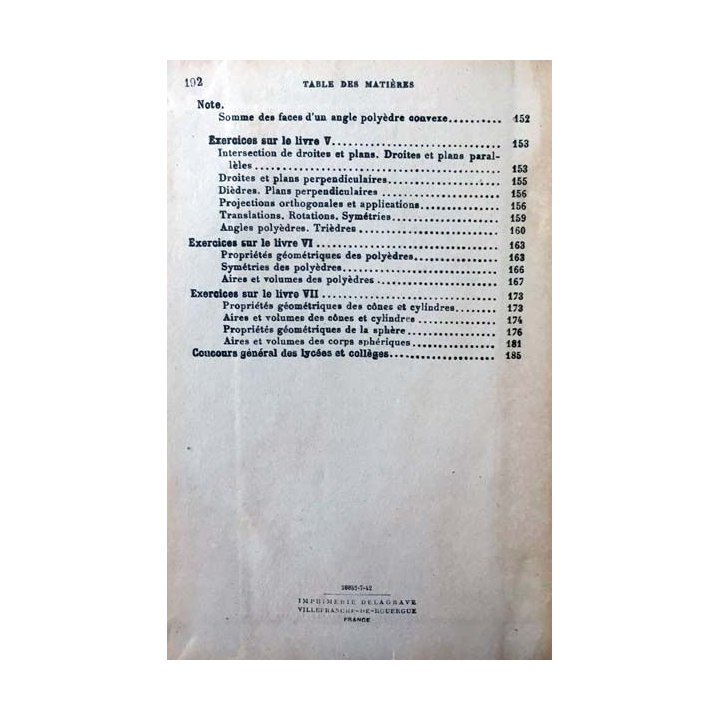 192 TABLE DES MATIÈRES
Note.
Somme des faces d'un angle polyèdre convexe.......... 152
Exercices sur le livre V.............................. 153
Intersection de droites et plans. Droites et plans paral-
lèles............................................ 153
Droites et plans perpendiculaires.................... 155
Dièdres. Plans perpendiculaires ...................... 156
Projections orthogonales et applications.............. 156
Translations. Rotations. Symétries.................... 159
Angles polyèdres. Trièdres ........................... 160
Exercices sur le livre VI ............................. 163
Propriétés géométriques des polyèdres................ 163
Symétries des polyèdres.............................. 166
Aires et volumes des polyèdres ....................... 167
Exercices sur le livre VII ............................ 173
Propriétés géométriques des cônes et cylindres........ 173
Aires et volumes des cônes et cylindres ............... 174
Propriétés géométriques de la sphère ................. 176
Aires et volumes des corps sphériques................. 181
Concours général des lycées et collèges................ 185
IMPRIMERIE DELAGRAVE
VILLEFRANCHE-DE-ROUERGUE
FRANCE